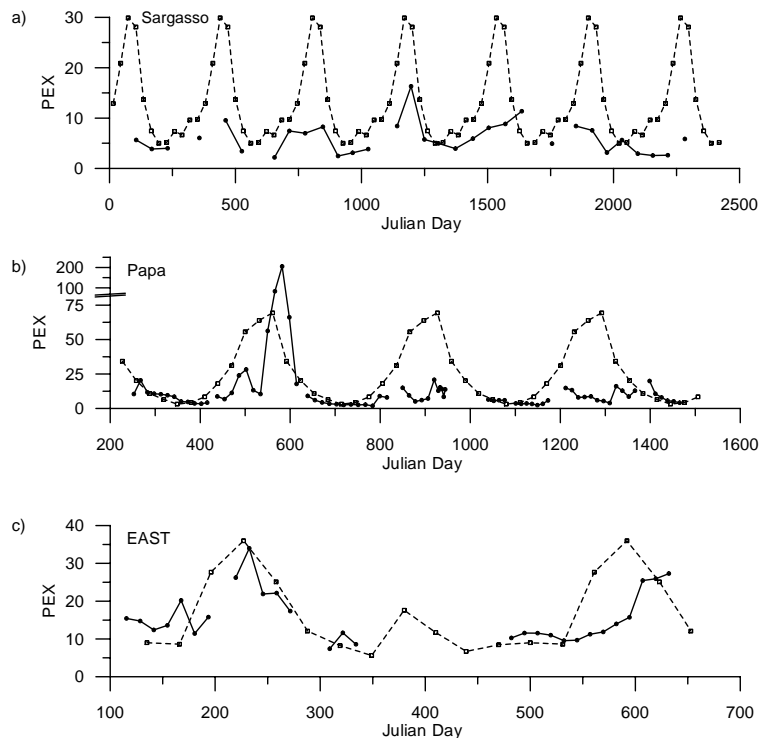 a)
Sargasso
30
20
10
0
PEX
0 500 1000 1500 2000 2500
Julian Day
b)
Papa
200
100
75
50
25
0
PEX
200 400 600 800 1000 1200 1400 1600
Julian Day
c)
EAST
40
30
20
10
0
PEX
100 200 300 400 500 600 700
Julian Day